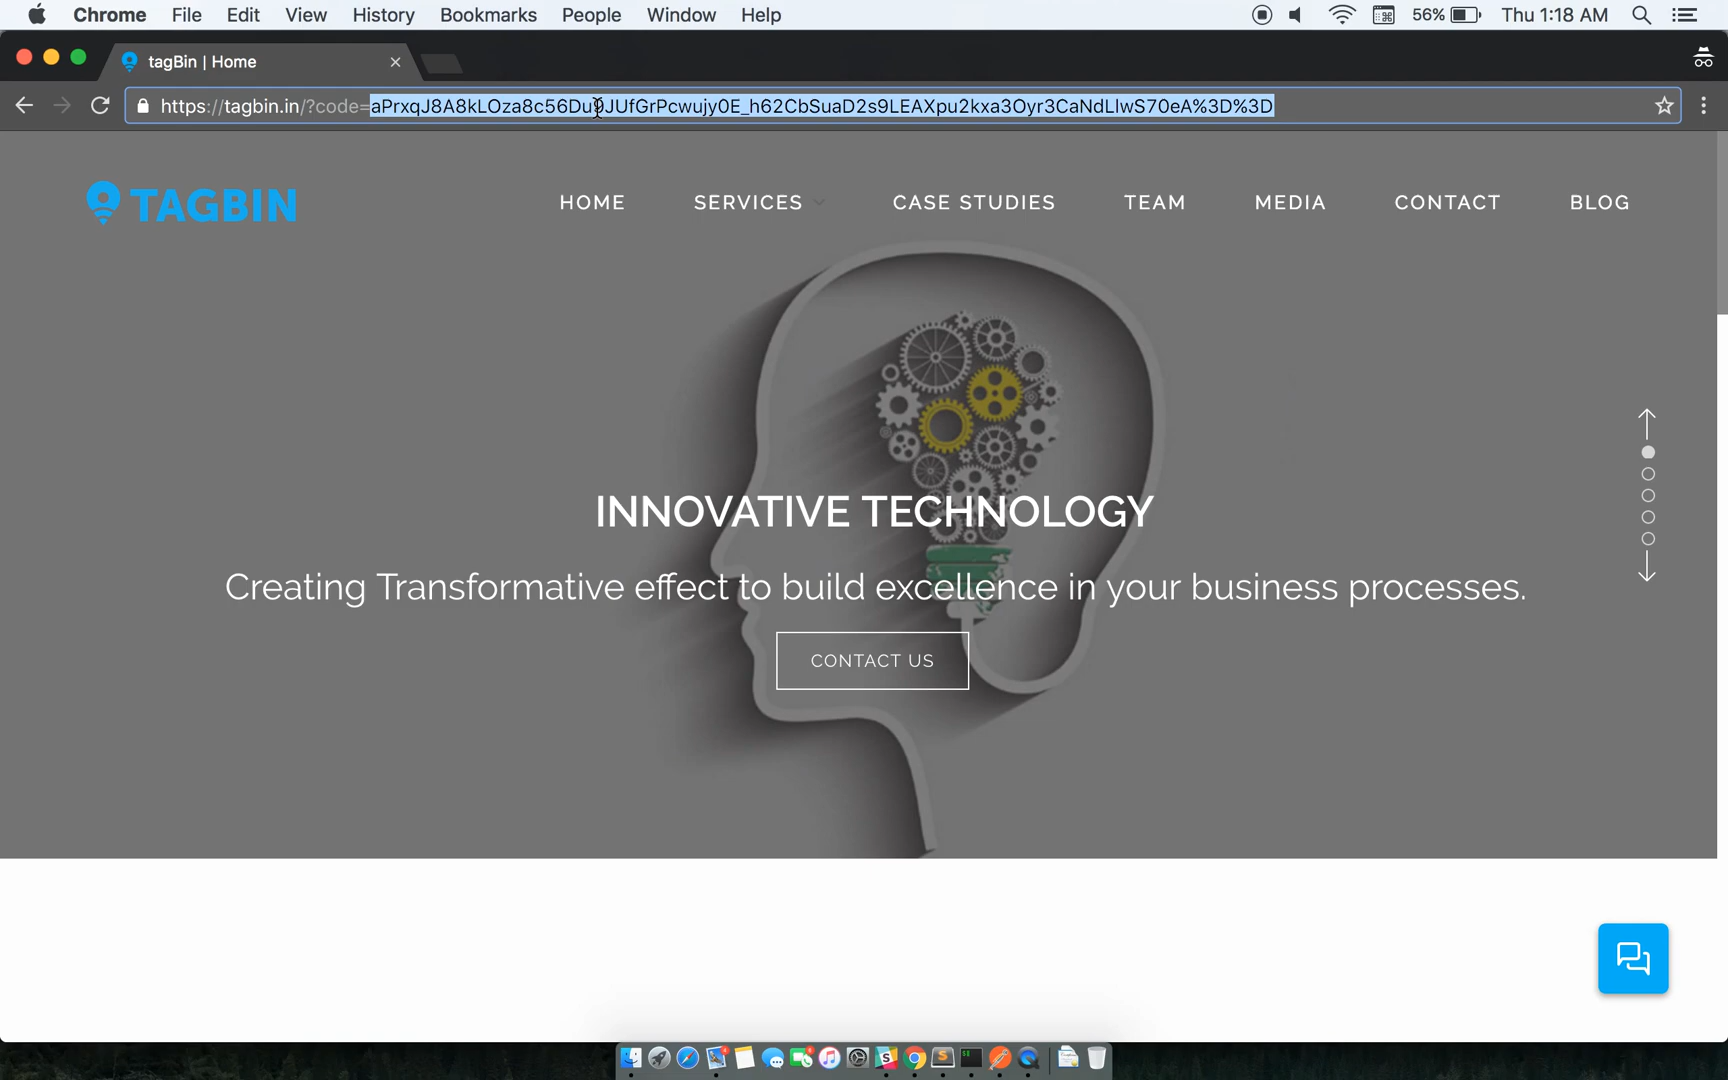 Chrome File Edit View History Bookmarks People Window Help 56% Thu 1:18 AM
tagBin | Home
https://tagbin.in/?code=aPrxqJ8A8kLOza8c56Du9JUfGrPcwujy0E_h62CbSuaD2s9LEAXpu2kxa3Oyr3CaNdLIwS70eA%3D%3D
TAGBIN HOME SERVICES CASE STUDIES TEAM MEDIA CONTACT BLOG
INNOVATIVE TECHNOLOGY
Creating Transformative effect to build excellence in your business processes.
CONTACT US